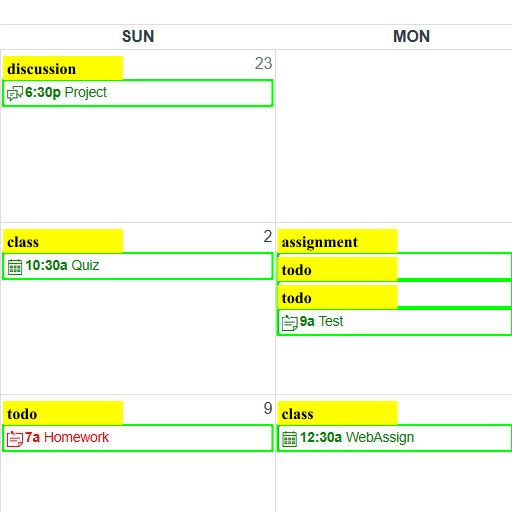 SUN MON
discussion 23
6:30p Project
class 2
10:30a Quiz
assignment
todo
todo
9a Test
todo 9
7a Homework
class
12:30a WebAssign